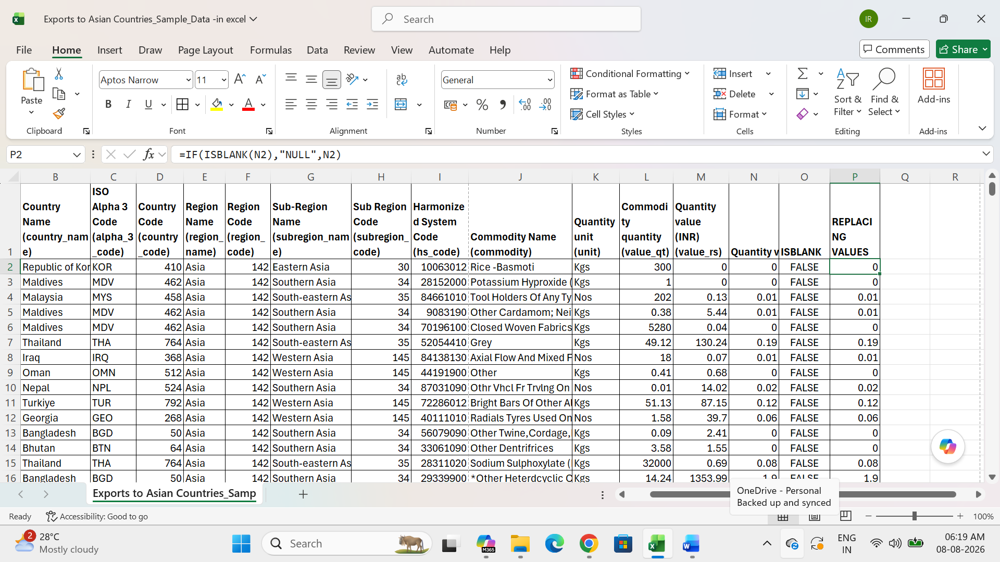 Exports to Asian Countries_Sample_Data -in excel
Search
IR
File Home Insert Draw Page Layout Formulas Data Review View Automate Help
Comments Share
Paste
Aptos Narrow 11
B I U
General
Conditional Formatting
Format as Table
Cell Styles
Insert
Delete
Format
Sort & Filter
Find & Select
Add-ins
Clipboard Font Alignment Number Styles Cells Editing Add-ins
P2 fx =IF(ISBLANK(N2),"NULL",N2)
B C D E F G H I J K L M N O P Q R
1 Country Name (country_name) ISO Alpha 3 Code (alpha_3_code) Country Code (country_code) Region Name (region_name) Region Code (region_code) Sub-Region Name (subregion_name) Sub Region Code (subregion_code) Harmonized System Code (hs_code) Commodity Name (commodity) Quantity unit (unit) Commodity quantity (value_qt) Quantity value (INR) (value_rs) Quantity v ISBLANK REPLACING VALUES
2 Republic of Kor KOR 410 Asia 142 Eastern Asia 30 10063012 Rice -Basmoti Kgs 300 0 0 FALSE 0
3 Maldives MDV 462 Asia 142 Southern Asia 34 28152000 Potassium Hyproxide ( Kgs 1 0 0 FALSE 0
4 Malaysia MYS 458 Asia 142 South-eastern As 35 84661010 Tool Holders Of Any Ty Nos 202 0.13 0.01 FALSE 0.01
5 Maldives MDV 462 Asia 142 Southern Asia 34 9083190 Other Cardamom; Nei Kgs 0.38 5.44 0.01 FALSE 0.01
6 Maldives MDV 462 Asia 142 Southern Asia 34 70196100 Closed Woven Fabrics Kgs 5280 0.04 0 FALSE 0
7 Thailand THA 764 Asia 142 South-eastern As 35 52054410 Grey Kgs 49.12 130.24 0.19 FALSE 0.19
8 Iraq IRQ 368 Asia 142 Western Asia 145 84138130 Axial Flow And Mixed F Nos 18 0.07 0.01 FALSE 0.01
9 Oman OMN 512 Asia 142 Western Asia 145 44191900 Other Kgs 0.41 0.68 0 FALSE 0
10 Nepal NPL 524 Asia 142 Southern Asia 34 87031090 Othr Vhcl Fr Trvlng On Nos 0.01 14.02 0.02 FALSE 0.02
11 Turkiye TUR 792 Asia 142 Western Asia 145 72286012 Bright Bars Of Other Al Kgs 51.13 87.15 0.12 FALSE 0.12
12 Georgia GEO 268 Asia 142 Western Asia 145 40111010 Radials Tyres Used On Nos 1.58 39.7 0.06 FALSE 0.06
13 Bangladesh BGD 50 Asia 142 Southern Asia 34 56079090 Other Twine,Cordage, Kgs 0.09 2.41 0 FALSE 0
14 Bhutan BTN 64 Asia 142 Southern Asia 34 33061090 Other Dentrifrices Kgs 3.58 1.55 0 FALSE 0
15 Thailand THA 764 Asia 142 South-eastern As 35 28311020 Sodium Sulphoxylate ( Kgs 32000 0.69 0.08 FALSE 0.08
16 Bangladesh BGD 50 Asia 142 Southern Asia 34 29339900 *Other Heterdcyclic C Kgs 14.24 1353.99 1.9 FALSE 1.9
Exports to Asian Countries_Samp
OneDrive - Personal
Backed up and synced
Ready Accessibility: Good to go 100%
2 28°C
Mostly cloudy
Search
M365
ENG
IN
06:19 AM
08-08-2026